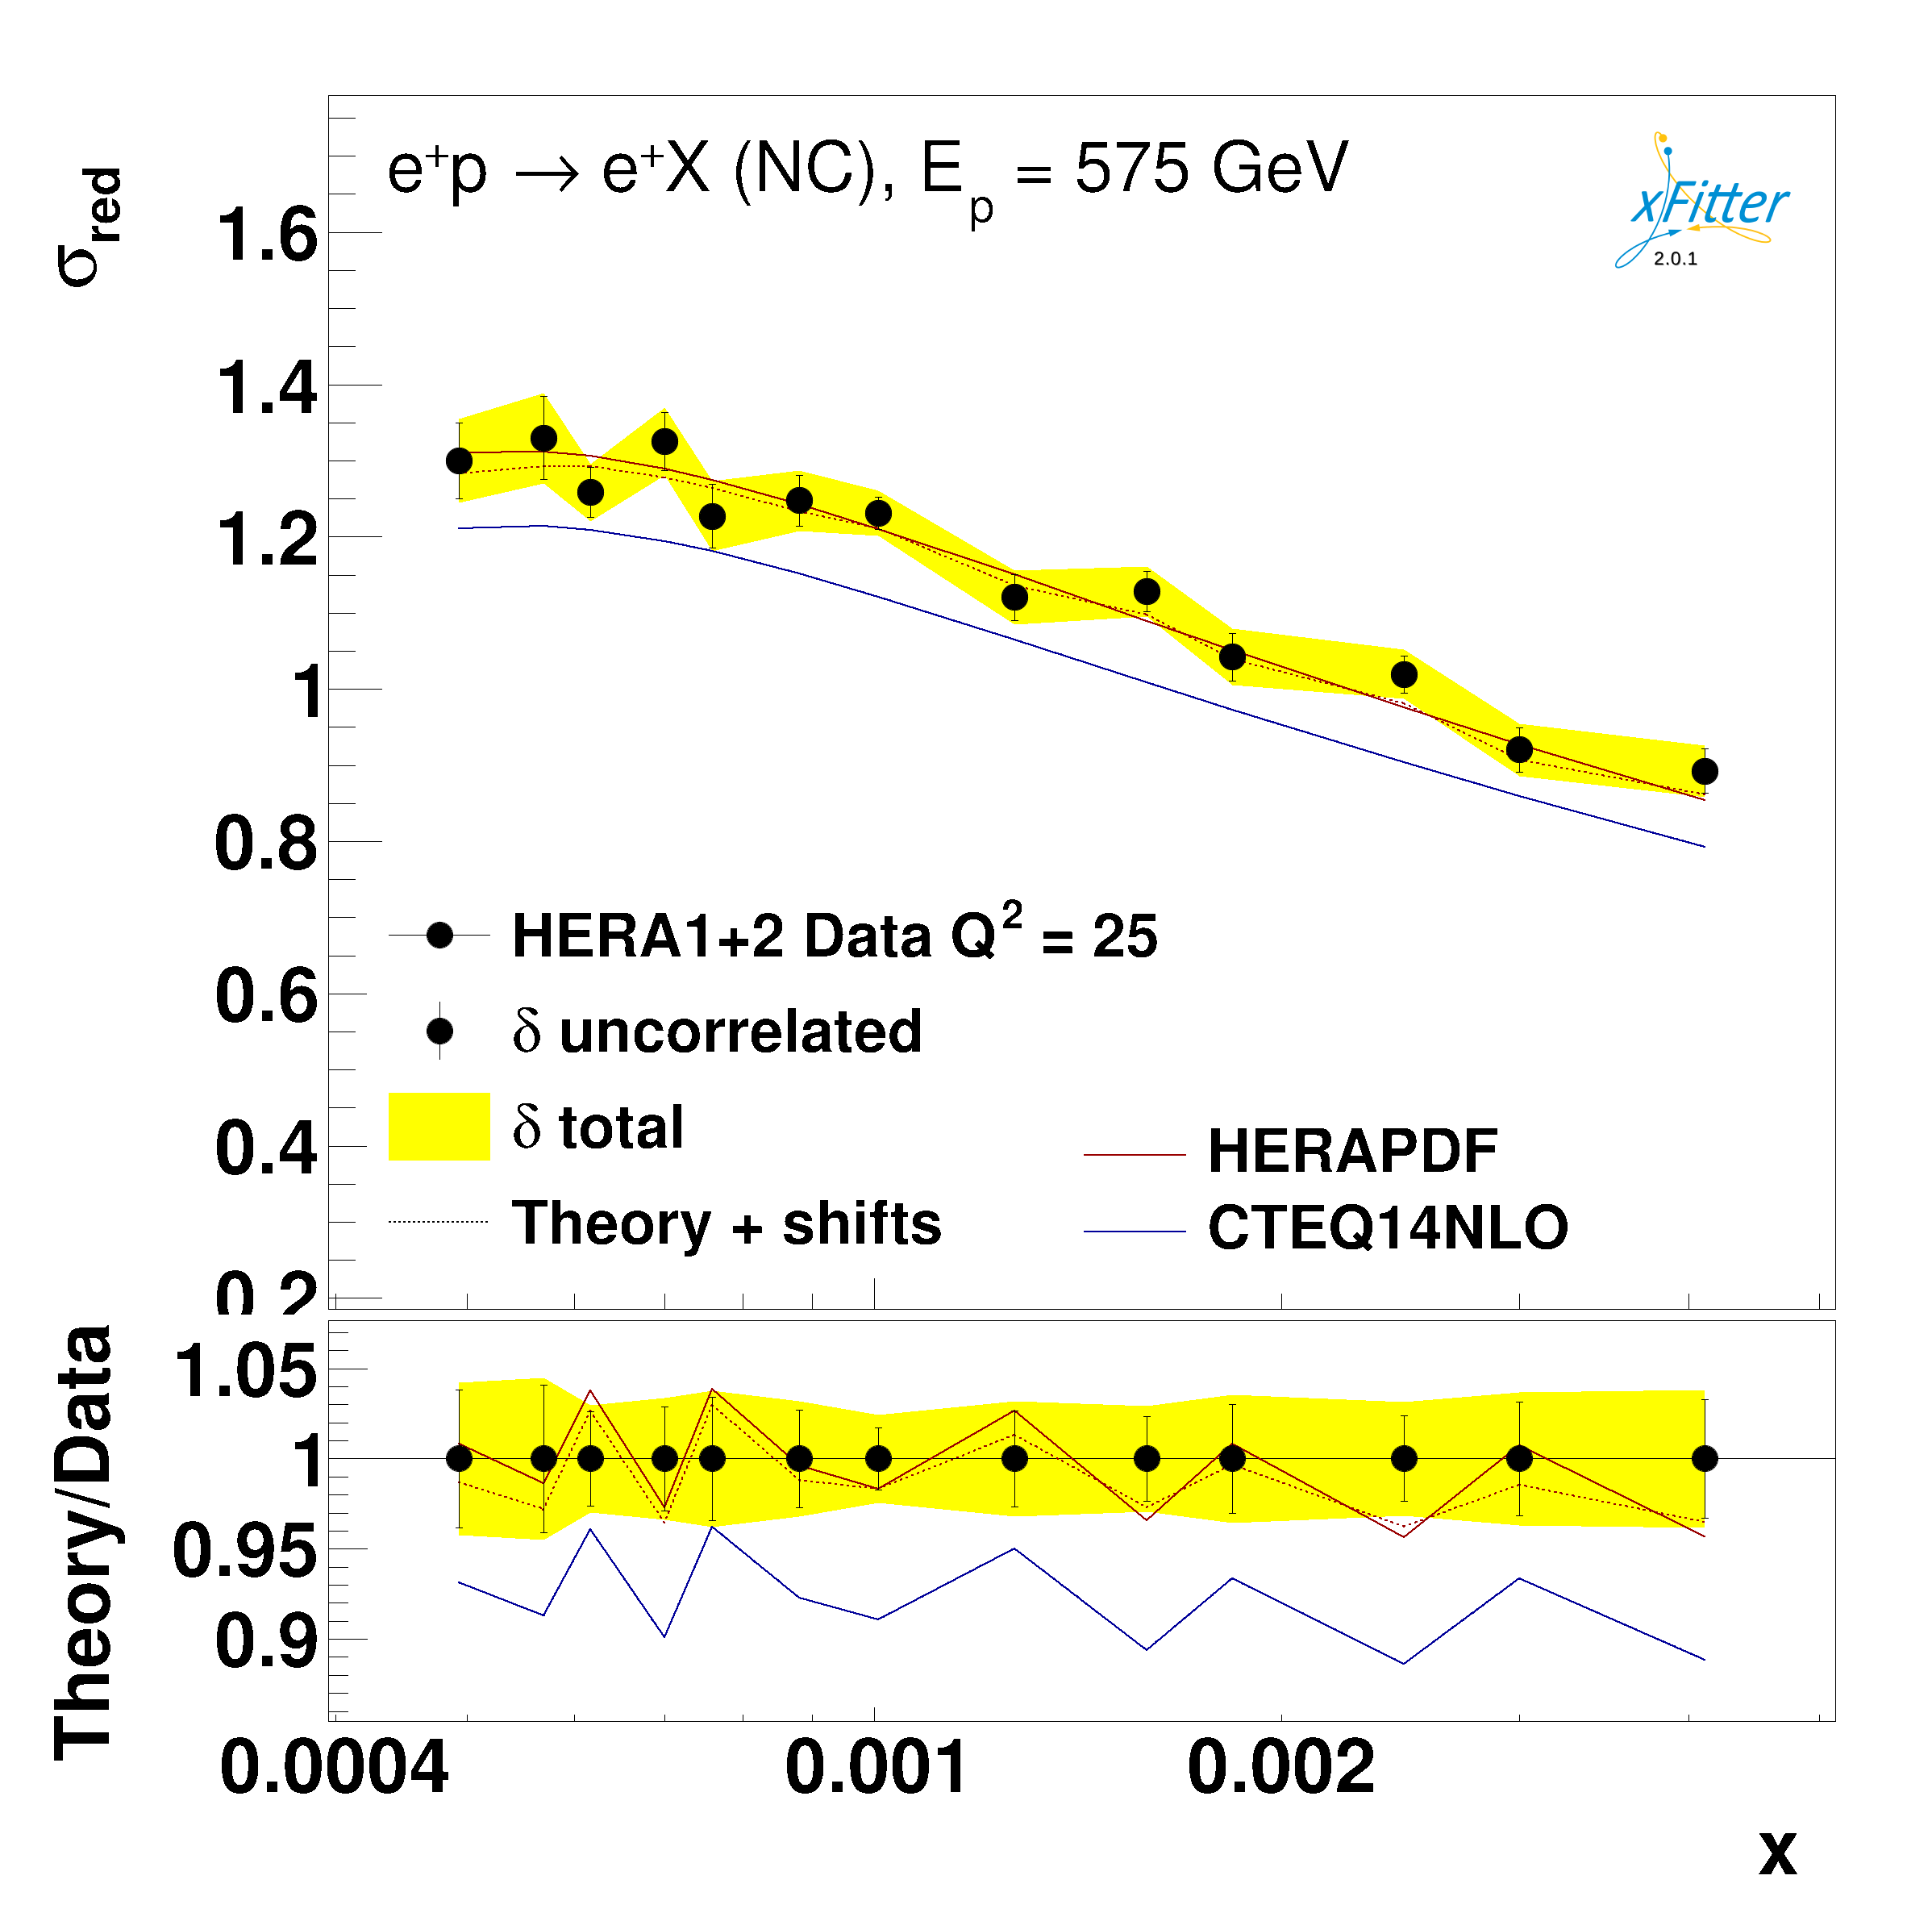 e⁺p → e⁺X (NC), Eₚ = 575 GeV
xFitter
2.0.1
σred
1.6
1.4
1.2
1
0.8
0.6
0.4
0.2
HERA1+2 Data Q² = 25
δ uncorrelated
δ total
Theory + shifts
HERAPDF
CTEQ14NLO
Theory/Data
1.05
1
0.95
0.9
0.0004 0.001 0.002
x